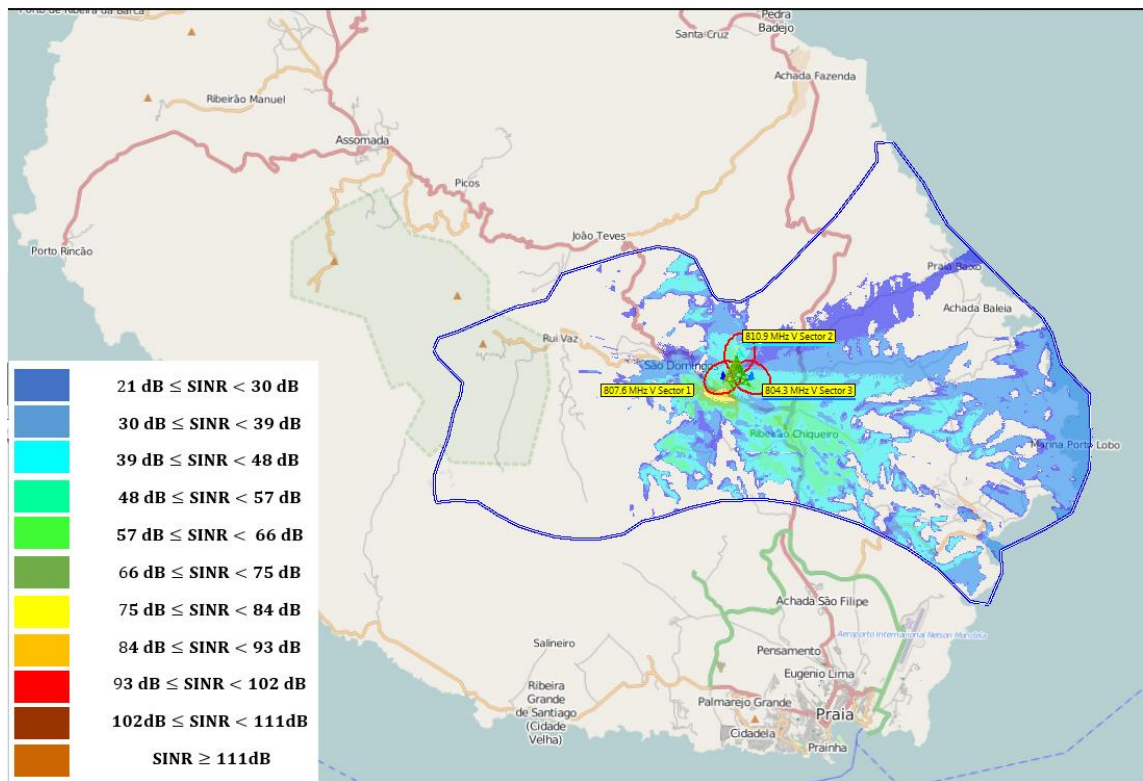 Porto de Ribeira da Barca
Pedra
Badejo
Santa Cruz
Achada Fazenda
Ribeirão Manuel
Assomada
Picos
João Teves
Porto Rincão
Praia Baixo
Achada Baleia
810.9 MHz V Sector 2
Rui Vaz
São Domingos
807.6 MHz V Sector 1
804.3 MHz V Sector 3
Ribeirão Chiqueiro
Marina Porto Lobo
21 dB ≤ SINR < 30 dB
30 dB ≤ SINR < 39 dB
39 dB ≤ SINR < 48 dB
48 dB ≤ SINR < 57 dB
57 dB ≤ SINR < 66 dB
66 dB ≤ SINR < 75 dB
75 dB ≤ SINR < 84 dB
84 dB ≤ SINR < 93 dB
93 dB ≤ SINR < 102 dB
102dB ≤ SINR < 111dB
SINR ≥ 111dB
Achada São Filipe
Aeroporto Internacional Nelson Mandela
Salineiro
Pensamento
Eugenio Lima
Ribeira
Grande
de Santiago
(Cidade
Velha)
Palmarejo Grande
Praia
Cidadela
Prainha